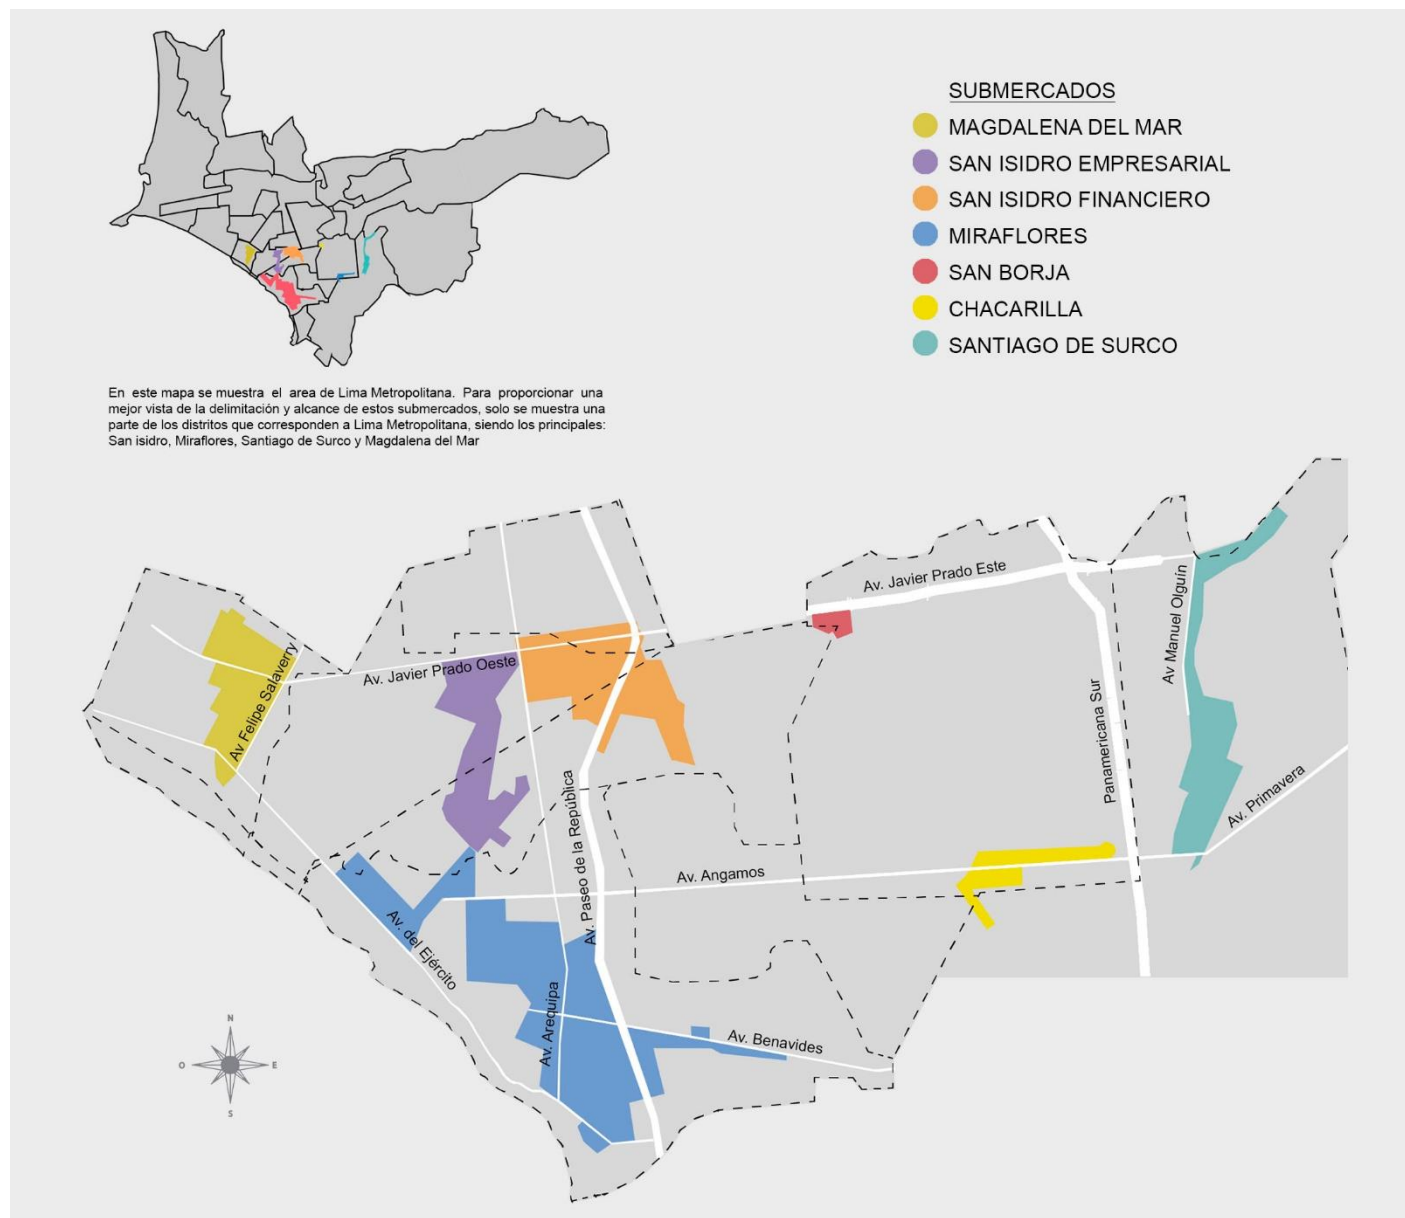 SUBMERCADOS
MAGDALENA DEL MAR
SAN ISIDRO EMPRESARIAL
SAN ISIDRO FINANCIERO
MIRAFLORES
SAN BORJA
CHACARILLA
SANTIAGO DE SURCO
En este mapa se muestra el area de Lima Metropolitana. Para proporcionar una
mejor vista de la delimitación y alcance de estos submercados, solo se muestra una
parte de los distritos que corresponden a Lima Metropolitana, siendo los principales:
San isidro, Miraflores, Santiago de Surco y Magdalena del Mar
Av. Javier Prado Este
Av Manuel Olguín
Av Felipe Salaverry
Av. Javier Prado Oeste
Panamericana Sur
Av. Primavera
Av. Paseo de la República
Av. Angamos
Av. del Ejército
Av. Arequipa
Av. Benavides
N
O
E
S